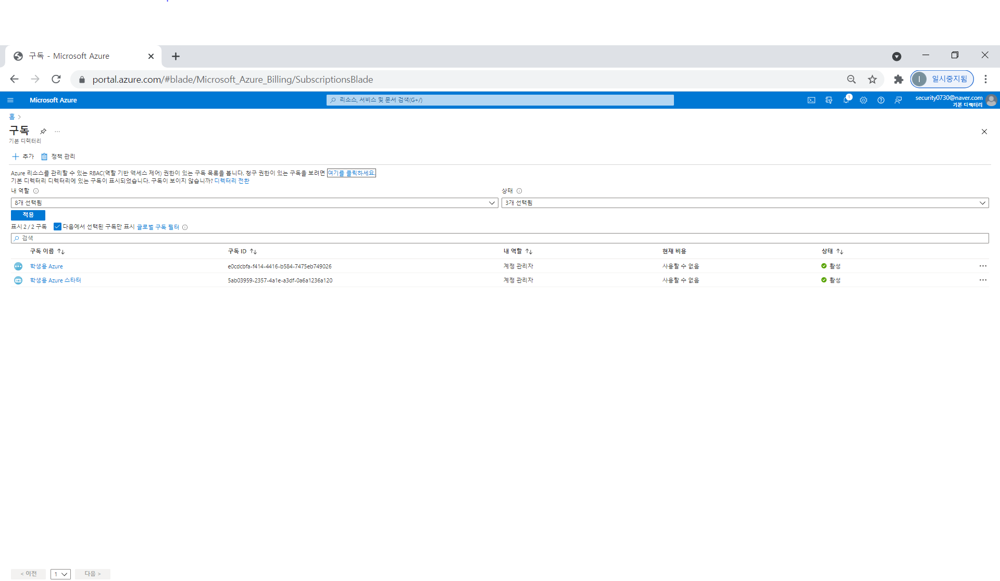 구독 - Microsoft Azure
portal.azure.com/#blade/Microsoft_Azure_Billing/SubscriptionsBlade
I 일시중지됨
Microsoft Azure
리소스, 서비스 및 문서 검색(G+/)
1
security0730@naver.com
기본 디렉터리
홈 >
구독
기본 디렉터리
추가 정책 관리
Azure 리소스를 관리할 수 있는 RBAC(역할 기반 액세스 제어) 권한이 있는 구독 목록을 봅니다. 청구 권한이 있는 구독을 보려면 여기를 클릭하세요.
기본 디렉터리 디렉터리에 있는 구독이 표시되었습니다. 구독이 보이지 않습니까? 디렉터리 전환
내 역할 상태
8개 선택됨 3개 선택됨
적용
표시 2 / 2 구독 다음에서 선택된 구독만 표시 글로벌 구독 필터
검색
구독 이름 구독 ID 내 역할 현재 비용 상태
학생용 Azure e0cdcbfa-f414-4416-b584-7475eb749026 계정 관리자 사용할 수 없음 활성
학생용 Azure 스타터 5ab03959-2357-4a1e-a3df-0a6a1236a120 계정 관리자 사용할 수 없음 활성
< 이전 1 다음 >